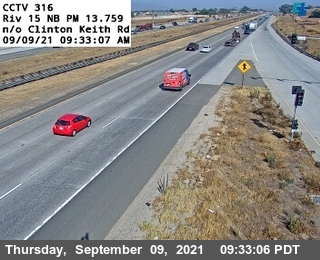 CCTV 316
Riv 15 NB PM 13.759
n/o Clinton Keith Rd
09/09/21 09:33:07 AM
Thursday, September 09, 2021 09:33:06 PDT